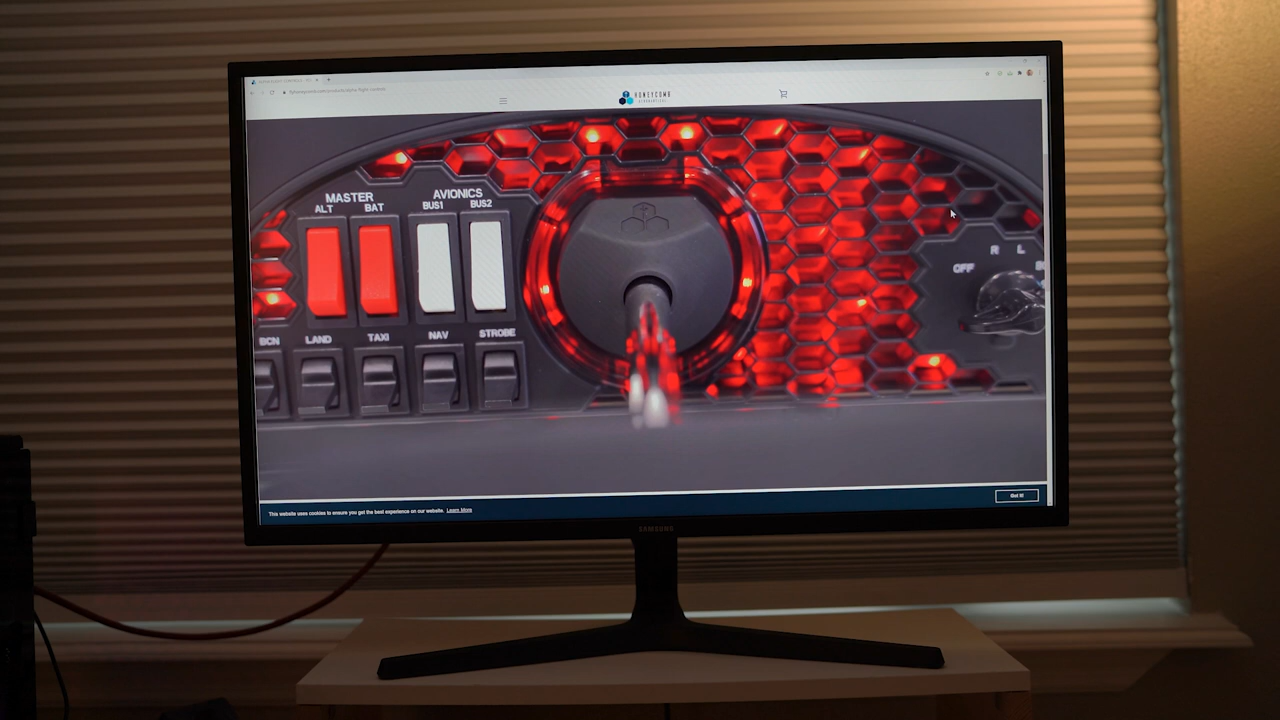 HONEYCOMB
MASTER
ALT BAT
AVIONICS
BUS1 BUS2
R L
OFF
BCN LAND TAXI NAV STROBE
This website uses cookies to ensure you get the best experience on our website. Learn More
Got it!
SAMSUNG